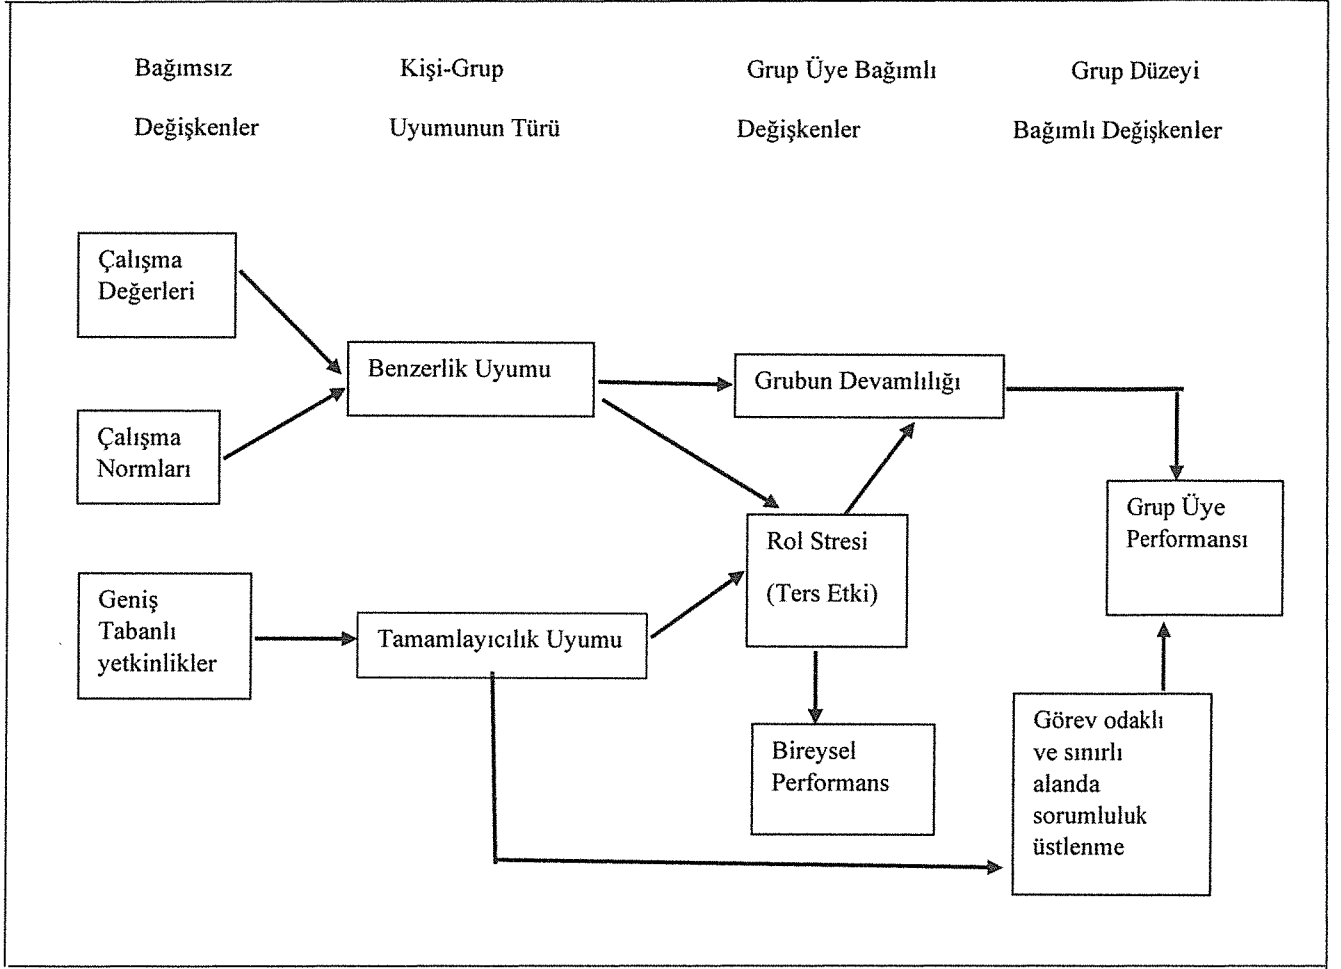 Bağımsız
Değişkenler
Kişi-Grup
Uyumunun Türü
Grup Üye Bağımlı
Değişkenler
Grup Düzeyi
Bağımlı Değişkenler
Çalışma
Değerleri
Benzerlik Uyumu
Grubun Devamlılığı
Çalışma
Normları
Grup Üye
Performansı
Rol Stresi
(Ters Etki)
Geniş
Tabanlı
yetkinlikler
Tamamlayıcılık Uyumu
Bireysel
Performans
Görev odaklı
ve sınırlı
alanda
sorumluluk
üstlenme